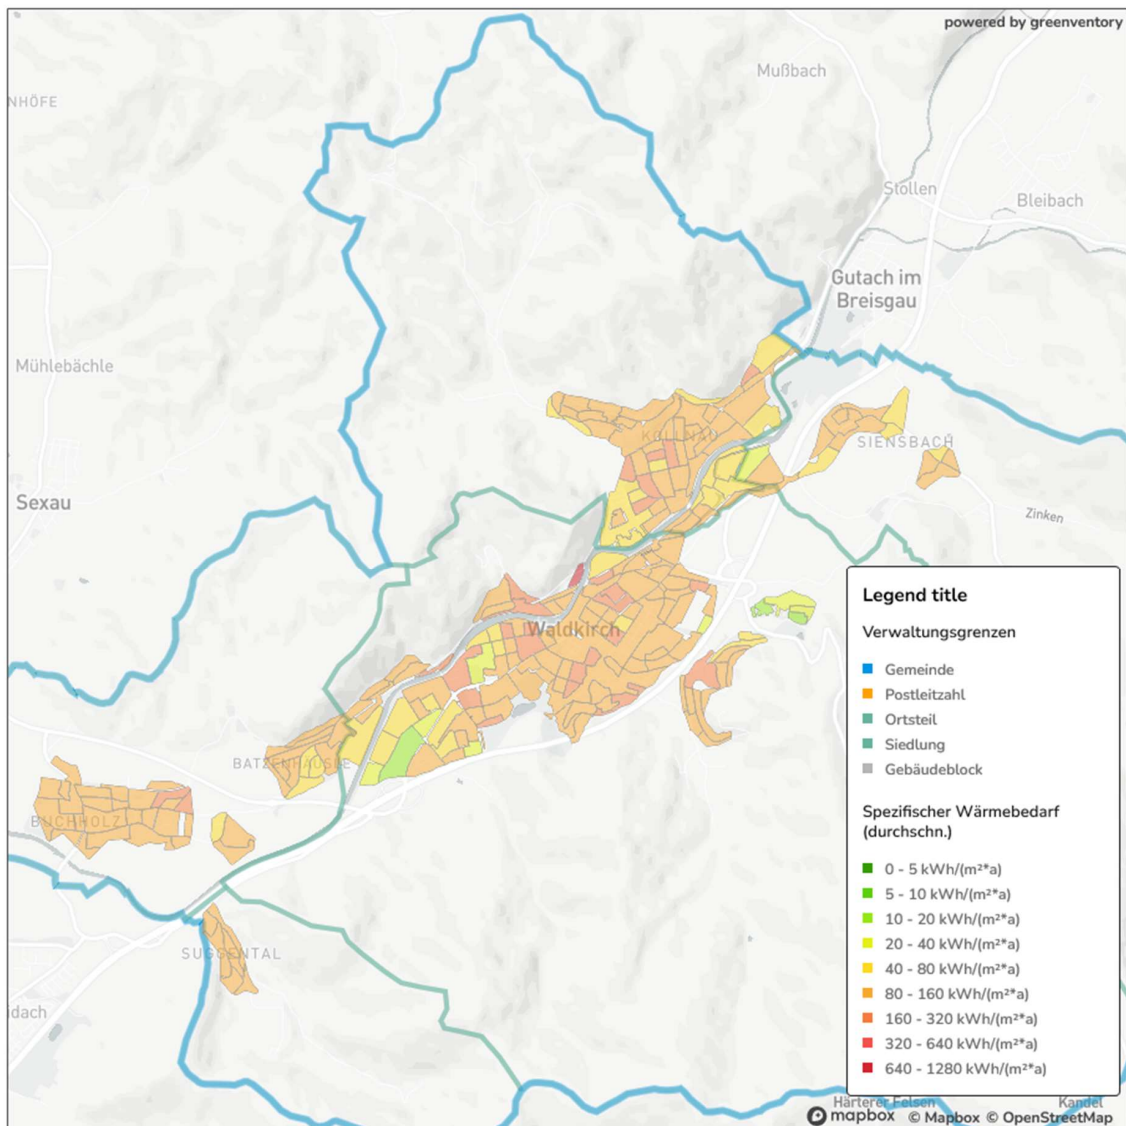 powered by greenventory
Mußbach
NHÖFE
Stollen
Bleibach
Gutach im
Breisgau
Mühlebächle
KOLLNAU
SIENSBACH
Sexau
Zinken
Waldkirch
BATZENHÄUSLE
BUCHHOLZ
SUGGENTAL
idach
Legend title
Verwaltungsgrenzen
Gemeinde
Postleitzahl
Ortsteil
Siedlung
Gebäudeblock
Spezifischer Wärmebedarf
(durchschn.)
0 - 5 kWh/(m²*a)
5 - 10 kWh/(m²*a)
10 - 20 kWh/(m²*a)
20 - 40 kWh/(m²*a)
40 - 80 kWh/(m²*a)
80 - 160 kWh/(m²*a)
160 - 320 kWh/(m²*a)
320 - 640 kWh/(m²*a)
640 - 1280 kWh/(m²*a)
Härterer Felsen
Kandel
mapbox © Mapbox © OpenStreetMap